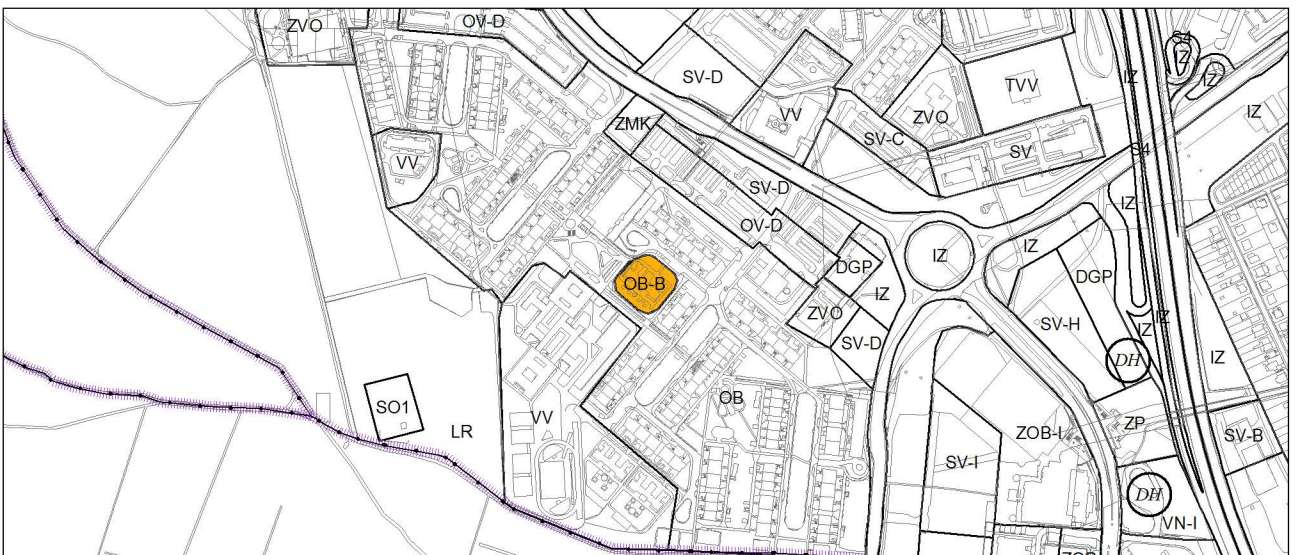 ZVO
OV-D
S4
IZ
IZ
IZ
SV-D
TVV
IZ
VV
ZVO
ZMK
SV-C
SV
S4
VV
SV-D
IZ
OV-D
IZ
IZ
DGP
DGP
OB-B
IZ
ZVO
SV-H
IZ
IZ
SV-D
DH
IZ
OB
SO1
LR
VV
ZOB-I
ZP
SV-B
SV-I
DH
VN-I